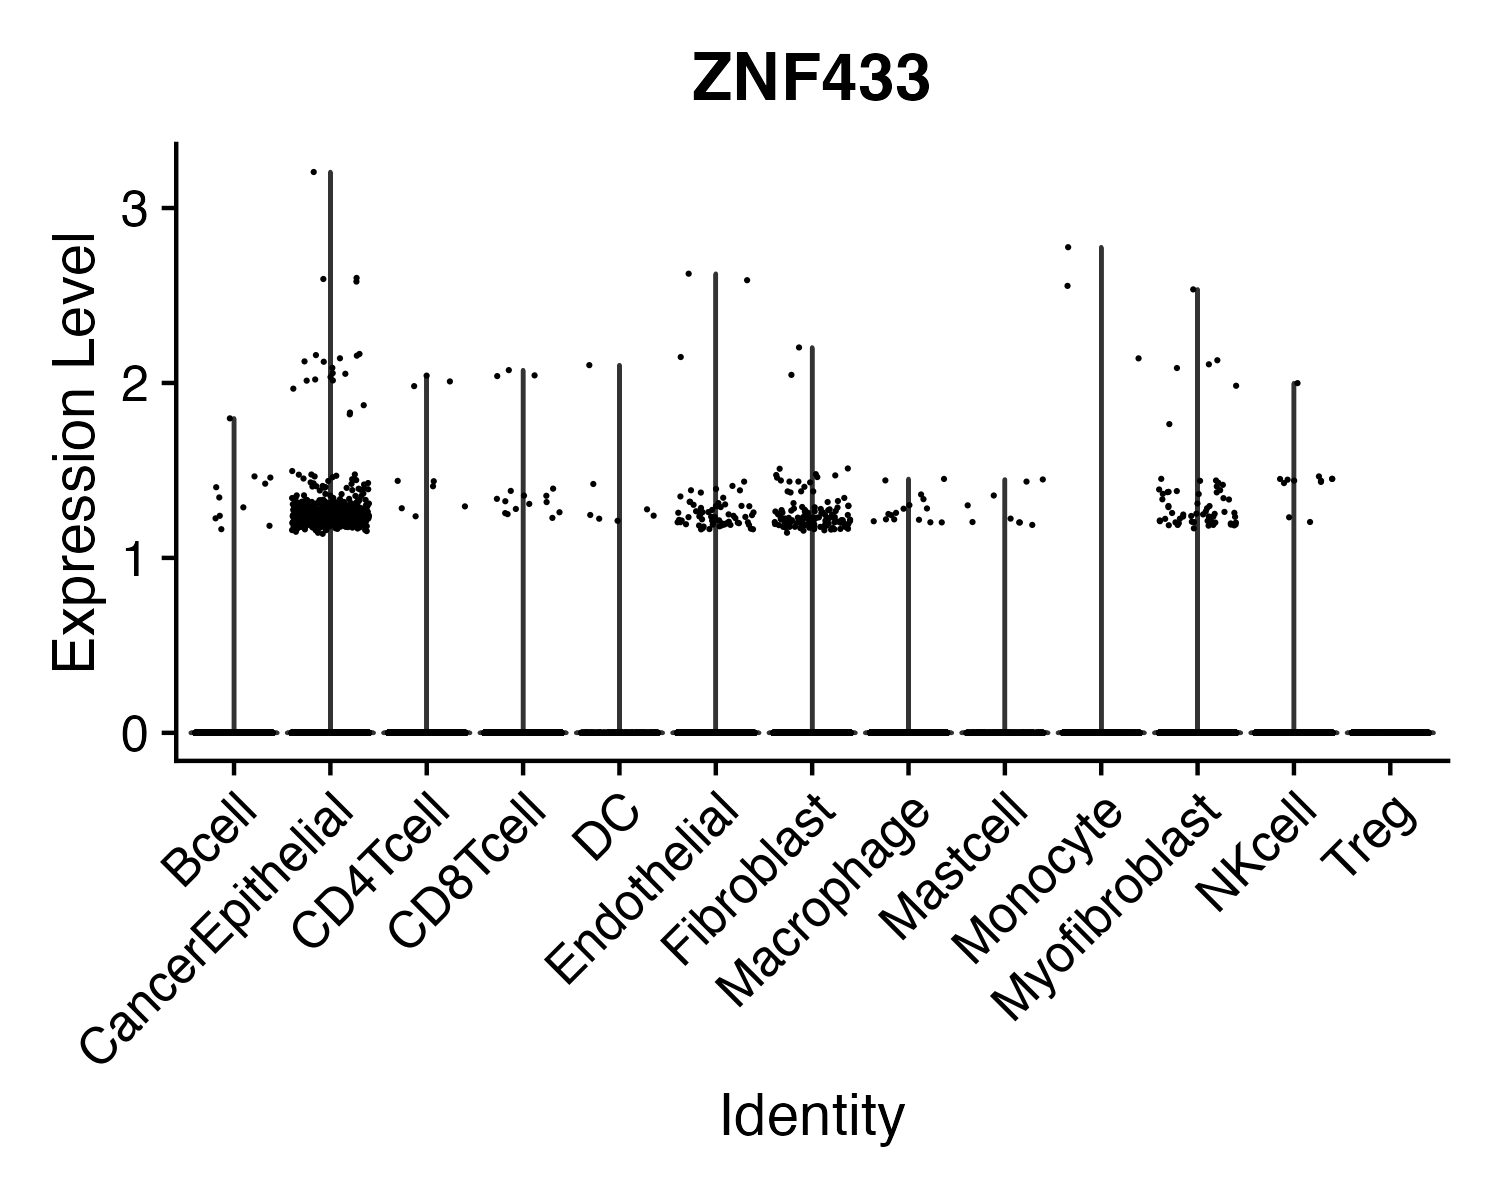 ZNF433
Expression Level
3
2
1
0
Bcell
CancerEpithelial
CD4Tcell
CD8Tcell
DC
Endothelial
Fibroblast
Macrophage
Mastcell
Monocyte
Myofibroblast
NKcell
Treg
Identity